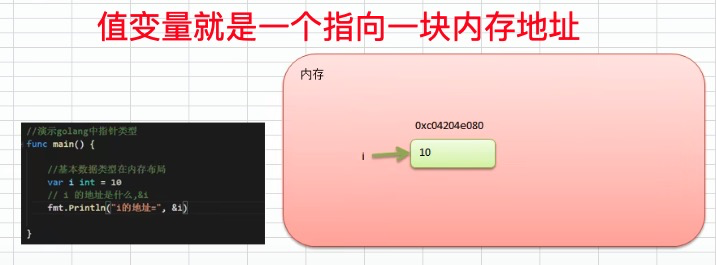 值变量就是一个指向一块内存地址
内存
0xc04204e080
i
10
//演示golang中指针类型
func main() {
//基本数据类型在内存布局
var i int = 10
// i 的地址是什么,&i
fmt.Println("i的地址=", &i)
}